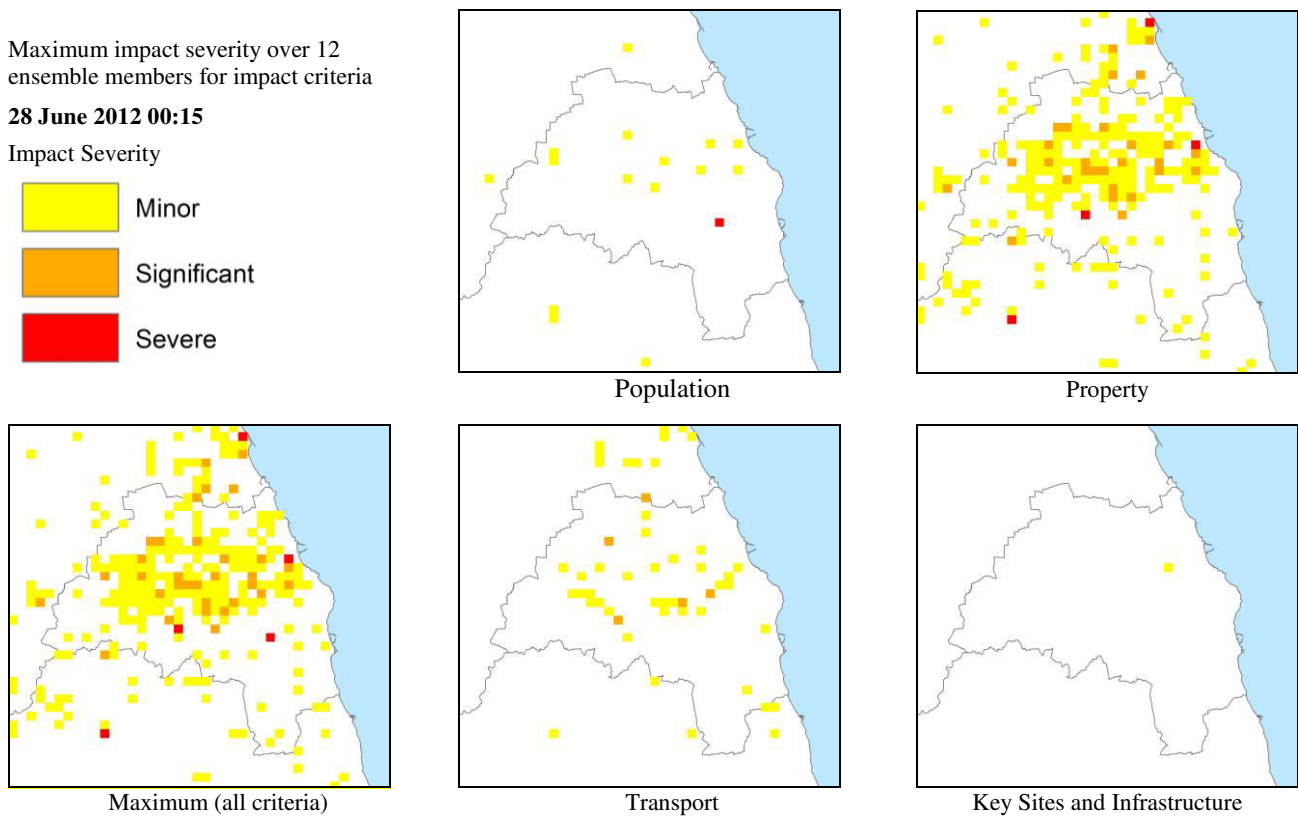 Maximum impact severity over 12
ensemble members for impact criteria
28 June 2012 00:15
Impact Severity
Minor
Significant
Severe
Population
Property
Maximum (all criteria)
Transport
Key Sites and Infrastructure